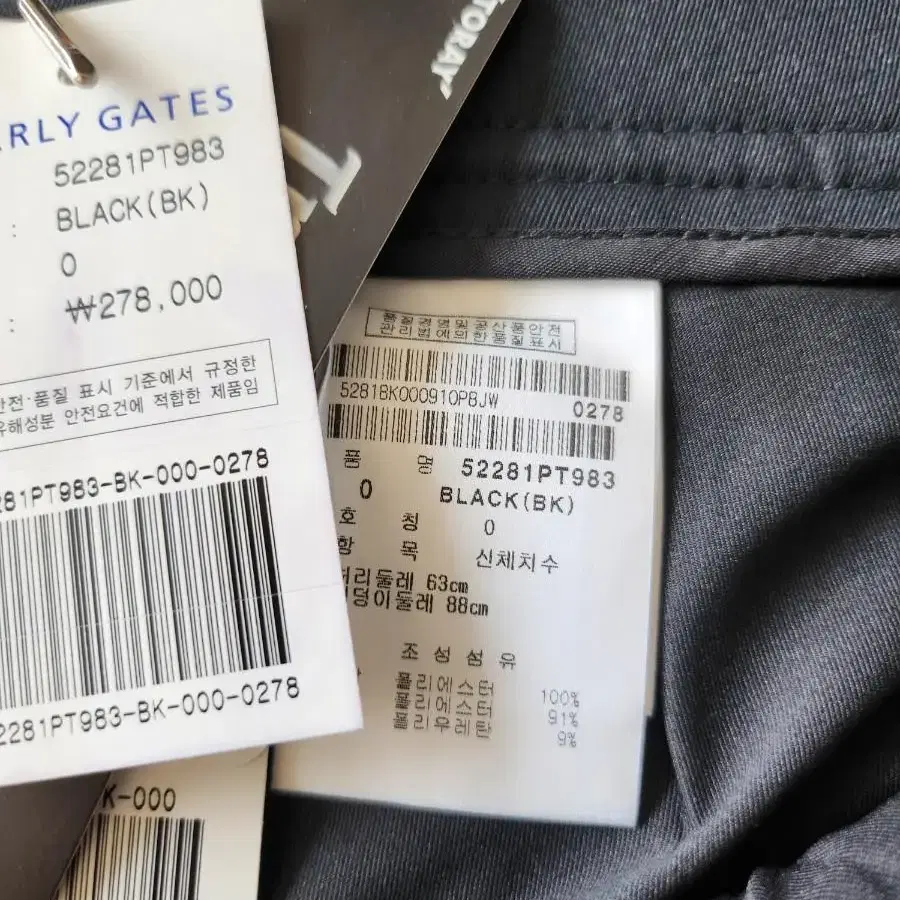 RLY GATES
52281PT983
: BLACK(BK)
0
: ₩278,000
안전·품질 표시 기준에서 규정한
유해성분 안전요건에 적합한 제품임
281PT983-BK-000-0278
52281PT983-BK-000-0278
K-000
TORAY
품질경영및공산품안전
관리법에의한품질표시
5281BK000910PBJW
0278
품 명 52281PT983
0 BLACK(BK)
호 칭 0
항 목 신체치수
허리둘레 63cm
엉덩이둘레 88cm
조성섬유
폴리에스터 100%
폴리에스터 91%
폴리우레탄 9%